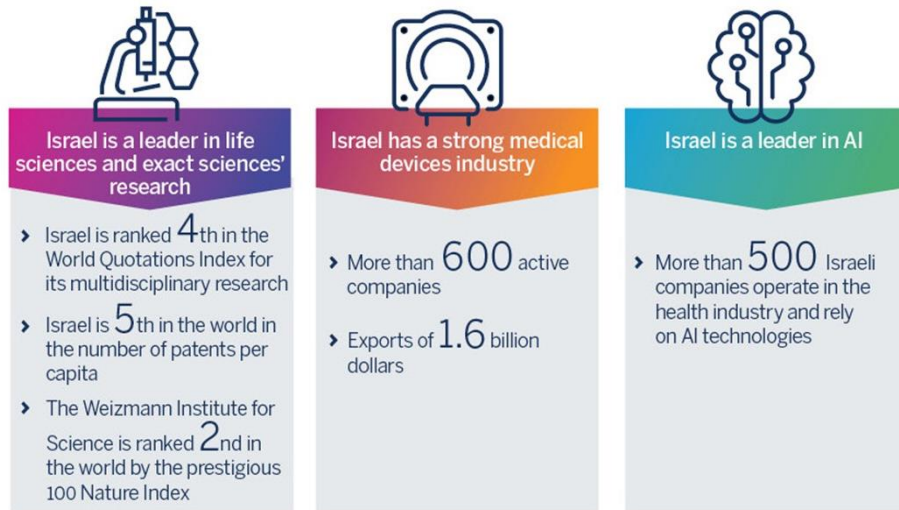 Israel is a leader in life
sciences and exact sciences’
research
› Israel is ranked 4th in the
World Quotations Index for
its multidisciplinary research
› Israel is 5th in the world in
the number of patents per
capita
› The Weizmann Institute for
Science is ranked 2nd in
the world by the prestigious
100 Nature Index
Israel has a strong medical
devices industry
› More than 600 active
companies
› Exports of 1.6 billion
dollars
Israel is a leader in AI
› More than 500 Israeli
companies operate in the
health industry and rely
on AI technologies